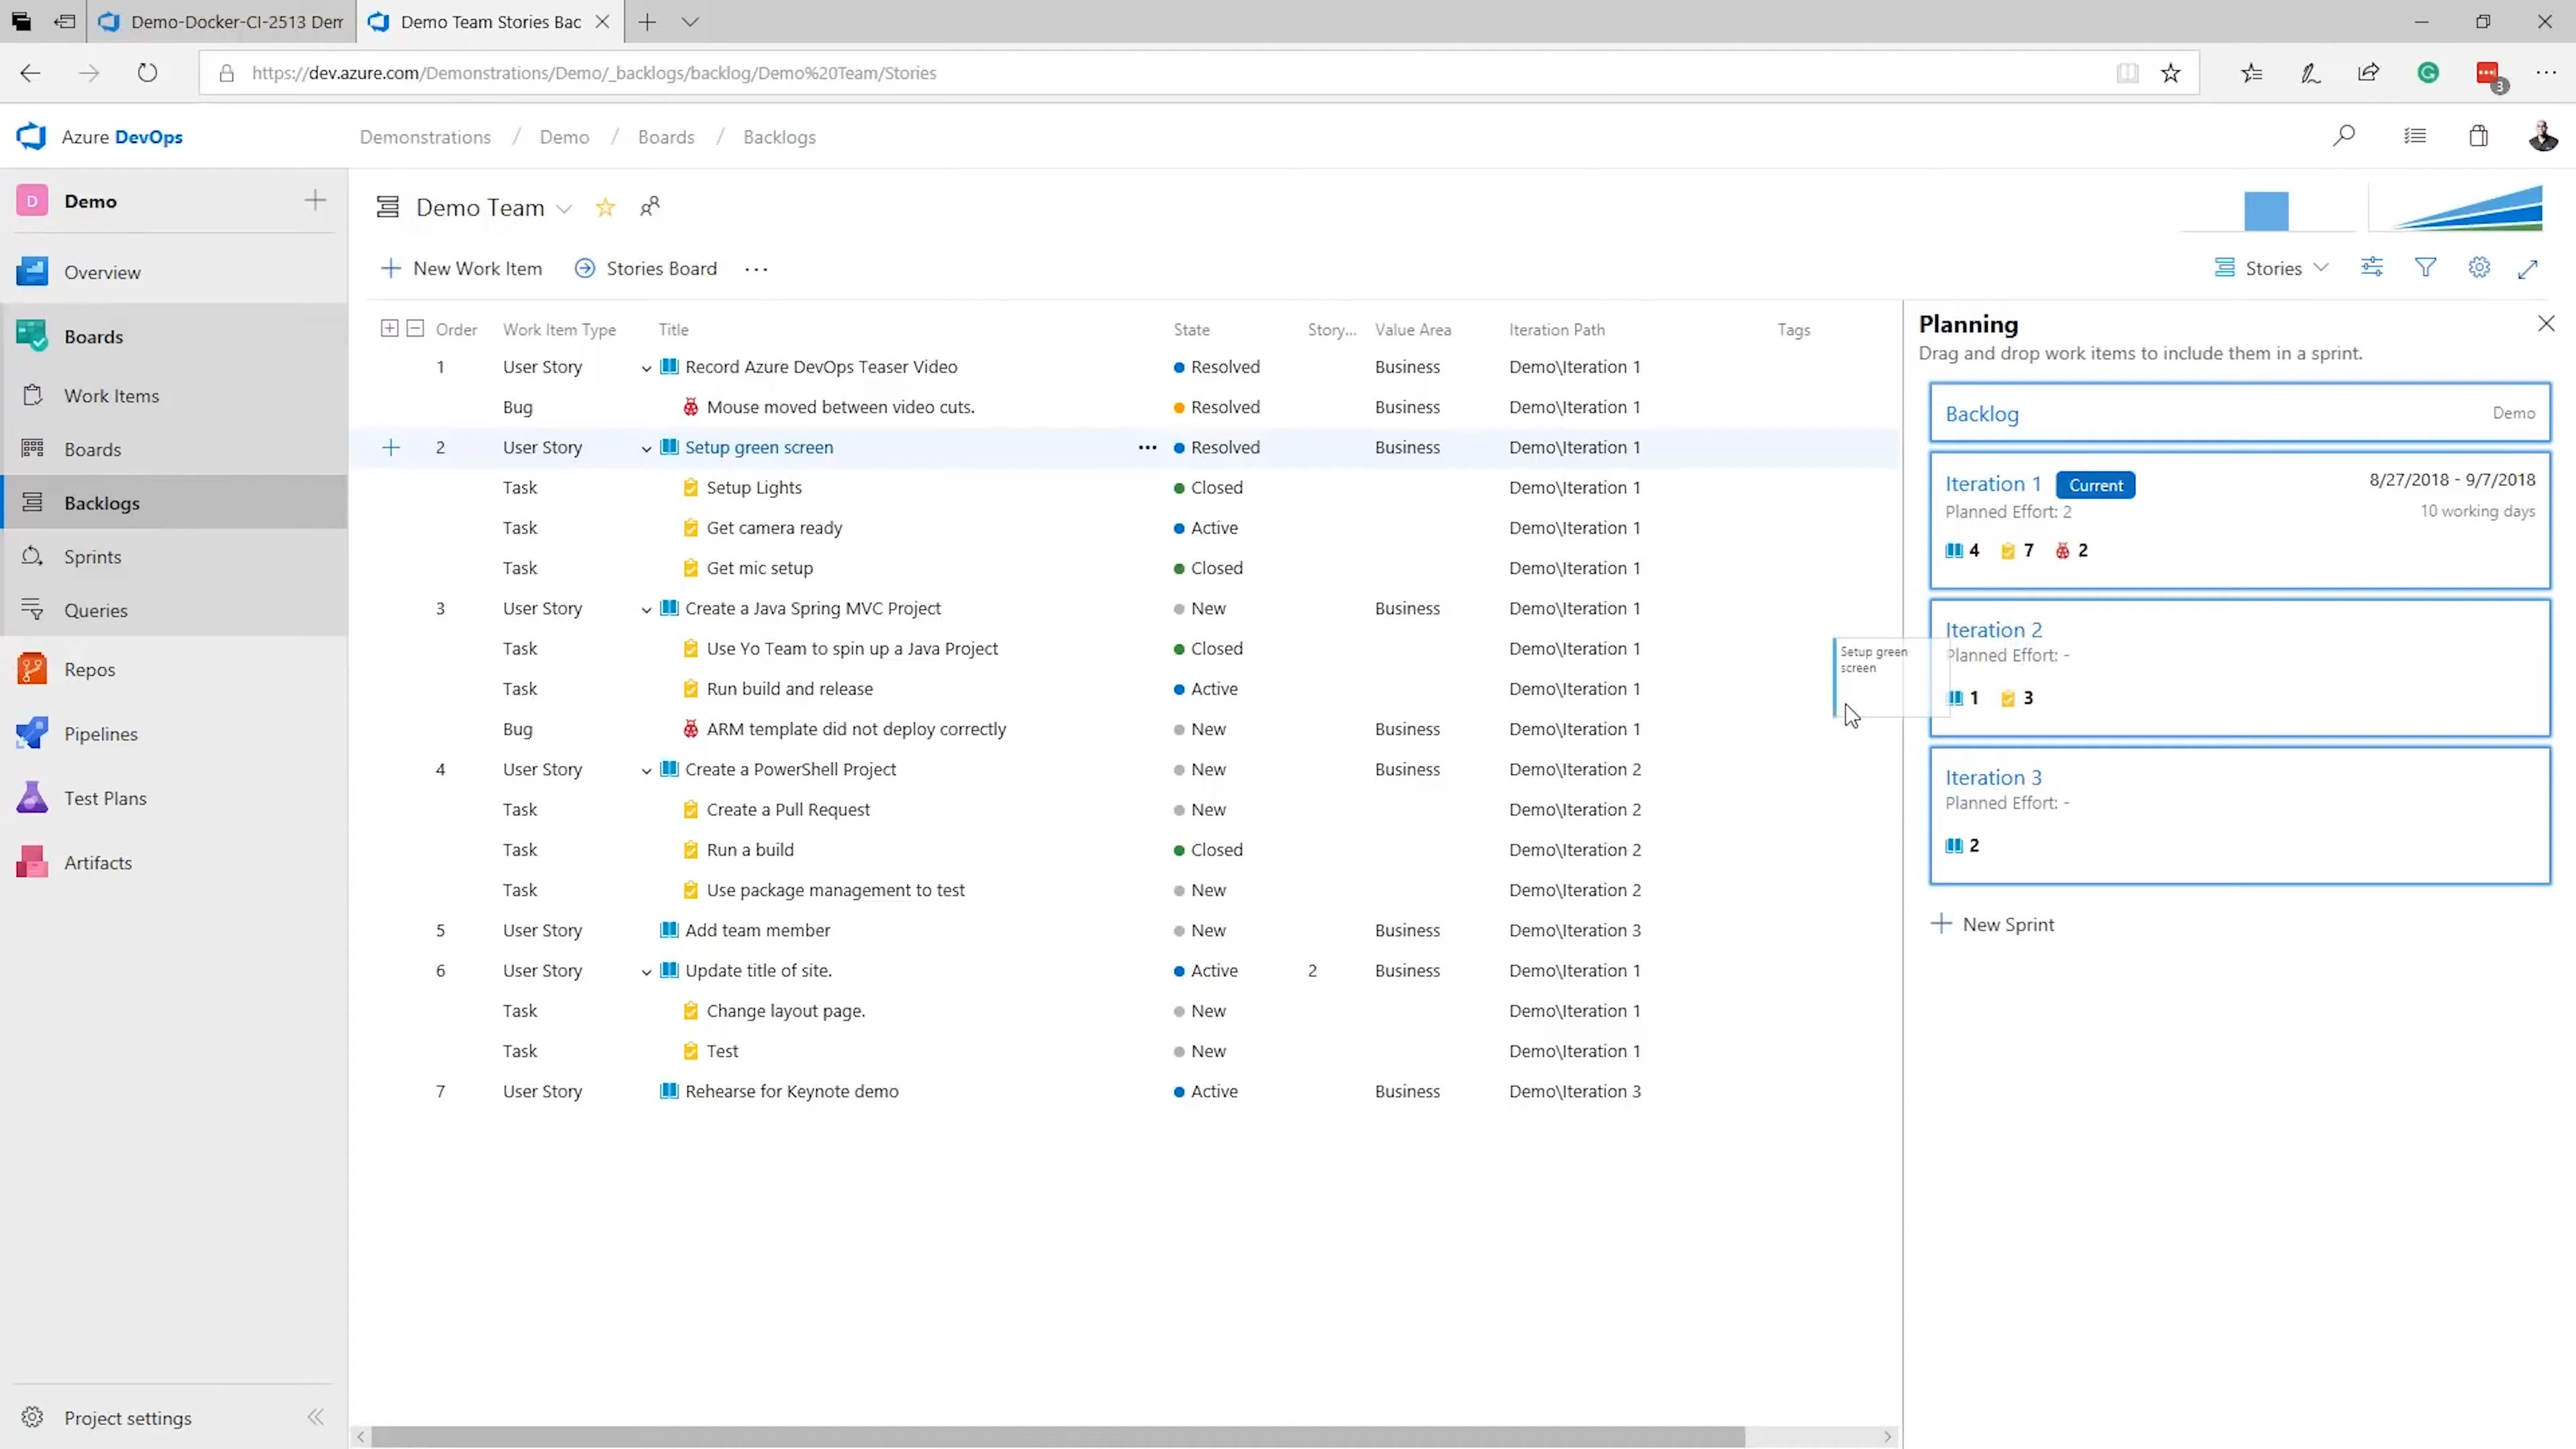 Demo-Docker-CI-2513 Dem
Demo Team Stories Bac
https://dev.azure.com/Demonstrations/Demo/_backlogs/backlog/Demo%20Team/Stories
3
Azure DevOps
Demonstrations / Demo / Boards / Backlogs
D Demo
Overview
Boards
Work Items
Boards
Backlogs
Sprints
Queries
Repos
Pipelines
Test Plans
Artifacts
Project settings
Demo Team
New Work Item Stories Board ...
Stories
Order Work Item Type Title State Story... Value Area Iteration Path Tags
1 User Story Record Azure DevOps Teaser Video Resolved Business Demo\Iteration 1
Bug Mouse moved between video cuts. Resolved Business Demo\Iteration 1
2 User Story Setup green screen ... Resolved Business Demo\Iteration 1
Task Setup Lights Closed Demo\Iteration 1
Task Get camera ready Active Demo\Iteration 1
Task Get mic setup Closed Demo\Iteration 1
3 User Story Create a Java Spring MVC Project New Business Demo\Iteration 1
Task Use Yo Team to spin up a Java Project Closed Demo\Iteration 1
Task Run build and release Active Demo\Iteration 1
Bug ARM template did not deploy correctly New Business Demo\Iteration 1
4 User Story Create a PowerShell Project New Business Demo\Iteration 2
Task Create a Pull Request New Demo\Iteration 2
Task Run a build Closed Demo\Iteration 2
Task Use package management to test New Demo\Iteration 2
5 User Story Add team member New Business Demo\Iteration 3
6 User Story Update title of site. Active 2 Business Demo\Iteration 1
Task Change layout page. New Demo\Iteration 1
Task Test New Demo\Iteration 1
7 User Story Rehearse for Keynote demo Active Business Demo\Iteration 3
Setup green
screen
Planning
Drag and drop work items to include them in a sprint.
Backlog Demo
Iteration 1 Current 8/27/2018 - 9/7/2018
Planned Effort: 2 10 working days
4 7 2
Iteration 2
Planned Effort: -
1 3
Iteration 3
Planned Effort: -
2
New Sprint